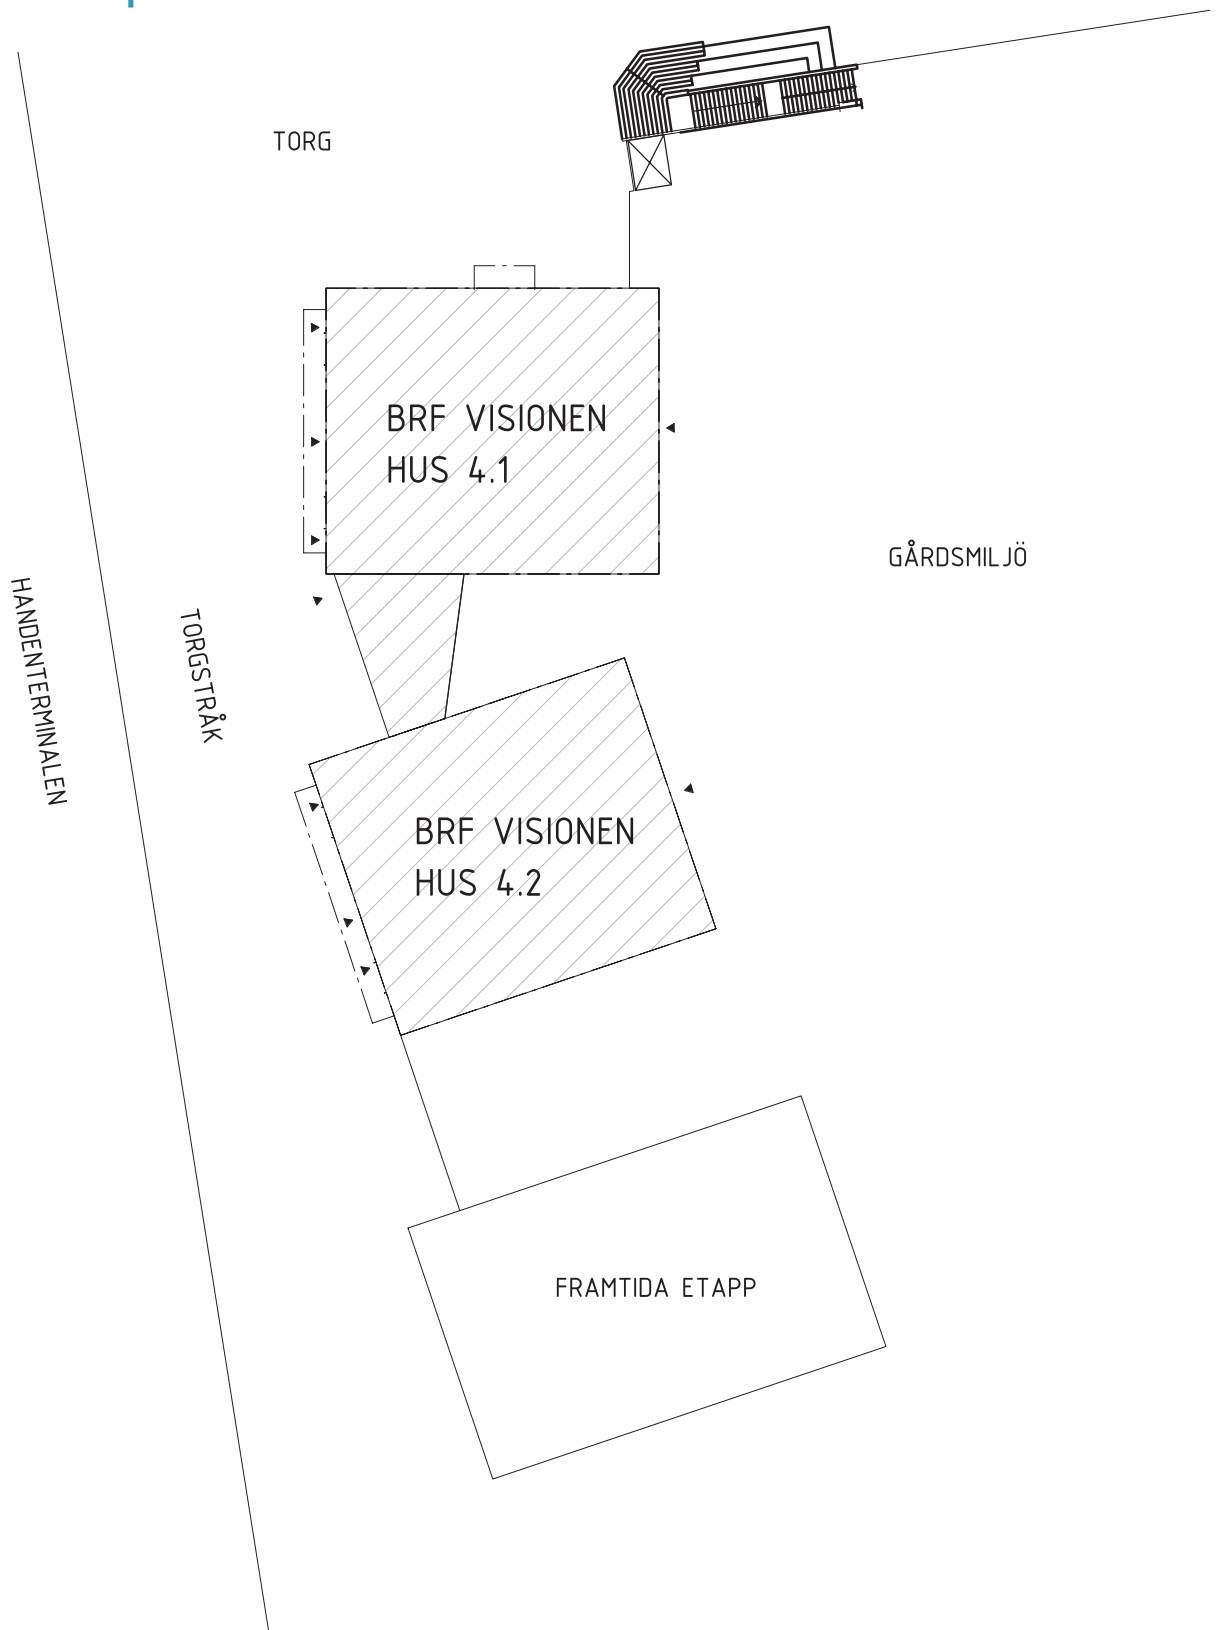 TORG
BRF VISIONEN
HUS 4.1
GÅRDSMILJÖ
HANDENTERMINALEN
TORGSTRÅK
BRF VISIONEN
HUS 4.2
FRAMTIDA ETAPP